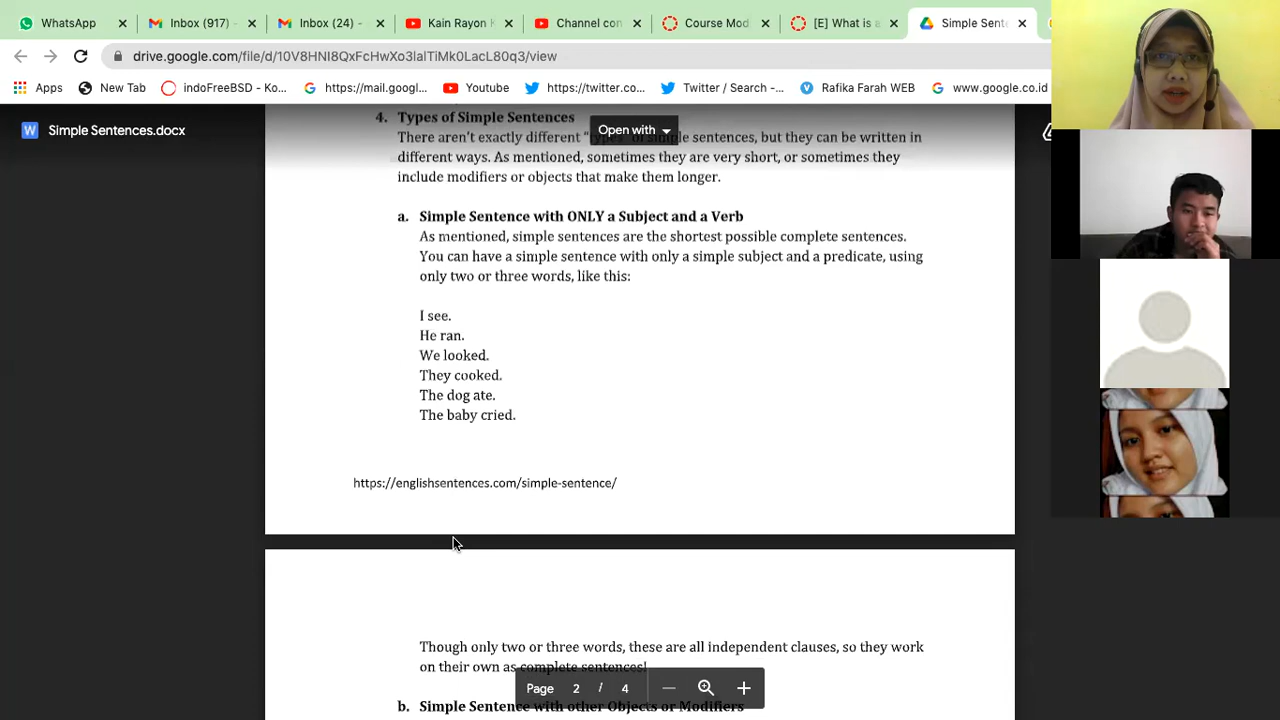 WhatsApp
Inbox (917) -
Inbox (24) -
Kain Rayon
Channel con
Course Mod
[E] What is a
Simple Sent
drive.google.com/file/d/10V8HNI8QxFcHwXo3lalTiMk0LacL80q3/view
Apps
New Tab
indoFreeBSD - Ko...
https://mail.googl...
Youtube
https://twitter.co...
Twitter / Search -...
Rafika Farah WEB
www.google.co.id
W
Simple Sentences.docx
Open with
4. Types of Simple Sentences
There aren't exactly different "types" of simple sentences, but they can be written in
different ways. As mentioned, sometimes they are very short, or sometimes they
include modifiers or objects that make them longer.
a. Simple Sentence with ONLY a Subject and a Verb
As mentioned, simple sentences are the shortest possible complete sentences.
You can have a simple sentence with only a simple subject and a predicate, using
only two or three words, like this:
I see.
He ran.
We looked.
They cooked.
The dog ate.
The baby cried.
https://englishsentences.com/simple-sentence/
Though only two or three words, these are all independent clauses, so they work
on their own as complete sentences!
Page 2 / 4
b. Simple Sentence with other Objects or Modifiers